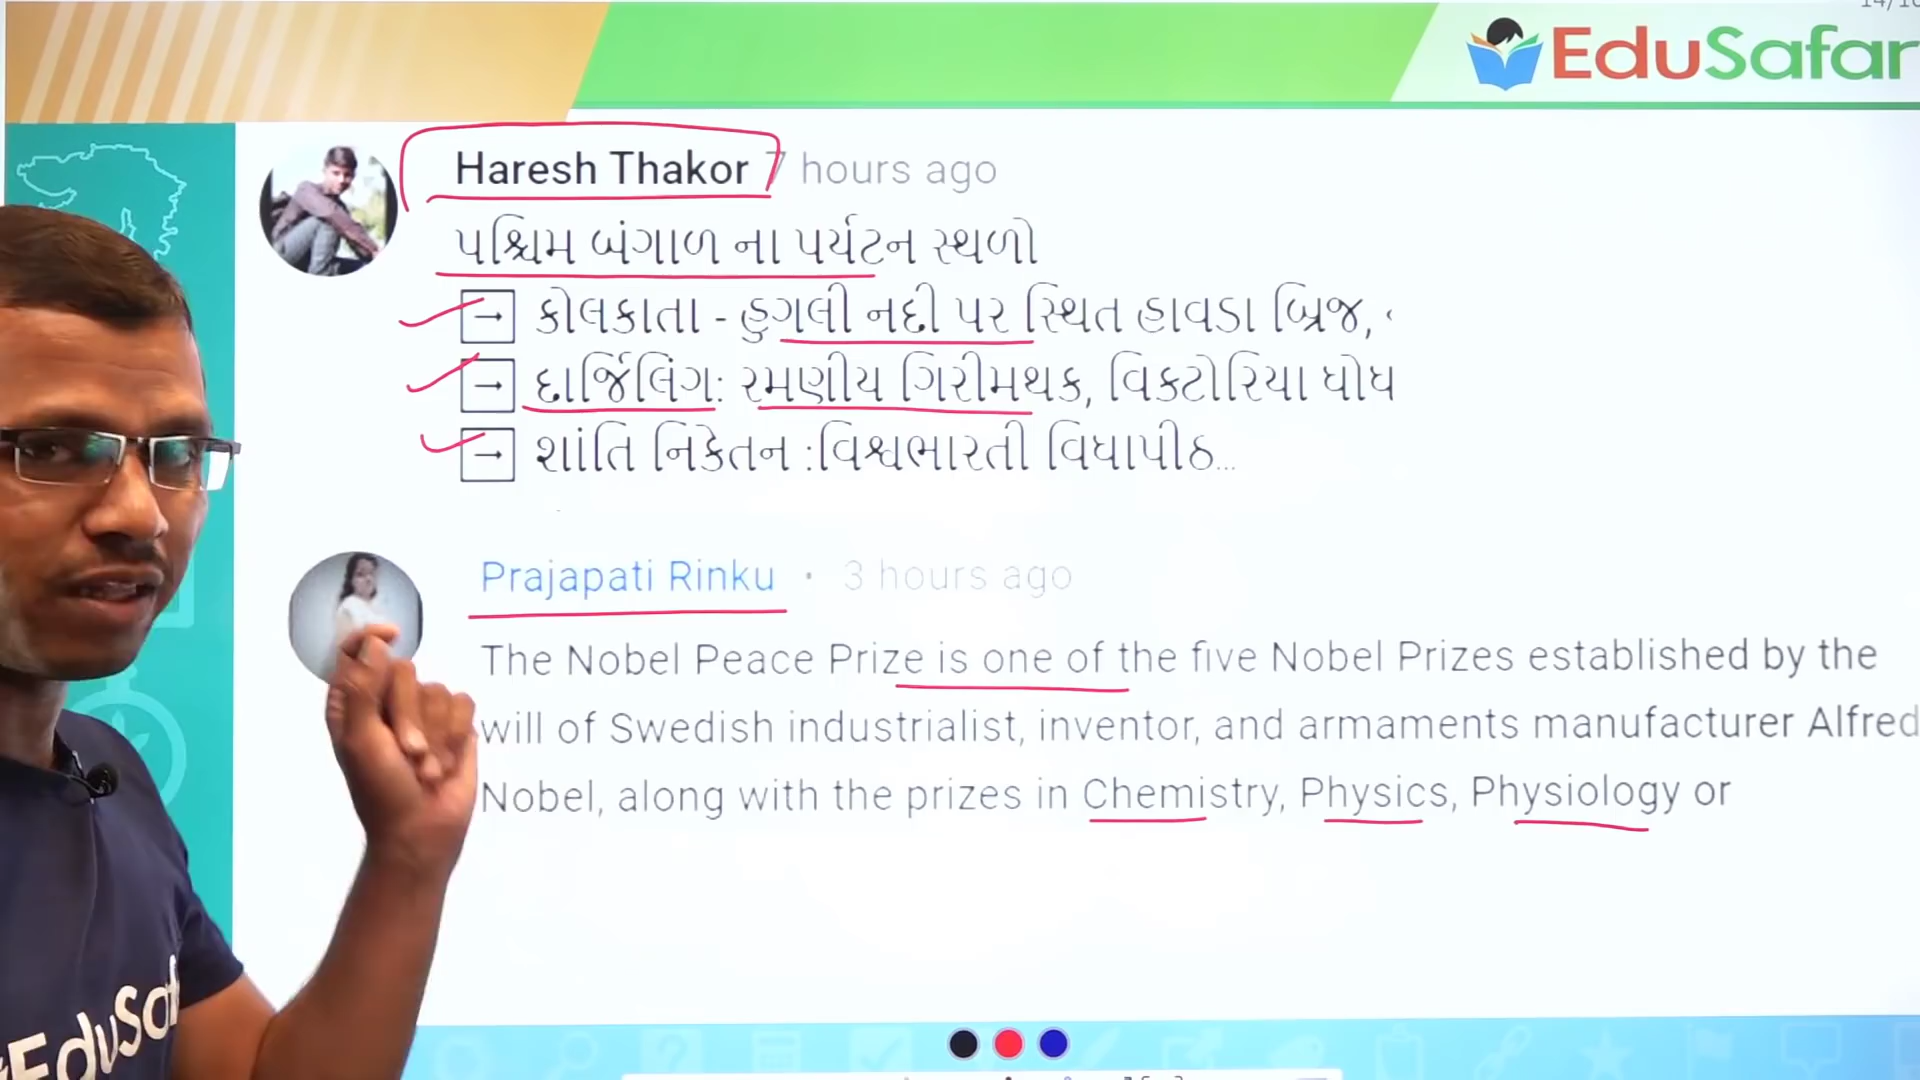 EduSafar
Haresh Thakor 7 hours ago
પશ્ચિમ બંગાળ ના પર્યટન સ્થળો
→ કોલકાતા - હુગલી નદી પર સ્થિત હાવડા બ્રિજ,
→ દાર્જિલિંગ: રમણીય ગિરીમથક, વિક્ટોરિયા ધોધ
→ શાંતિ નિકેતન :વિશ્વભારતી વિધાપીઠ...
Prajapati Rinku · 3 hours ago
The Nobel Peace Prize is one of the five Nobel Prizes established by the
will of Swedish industrialist, inventor, and armaments manufacturer Alfred
Nobel, along with the prizes in Chemistry, Physics, Physiology or